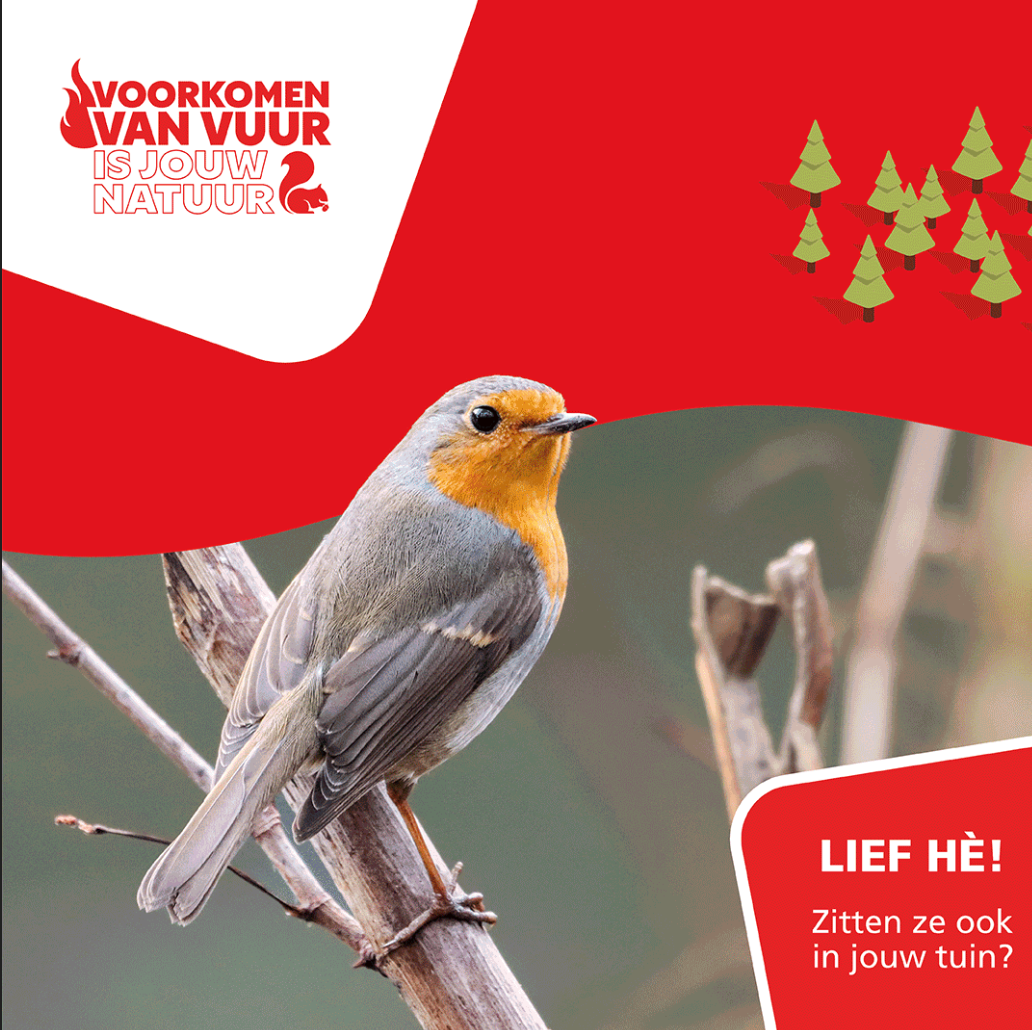 VOORKOMEN
VAN VUUR
IS JOUW
NATUUR
LIEF HÈ!
Zitten ze ook
in jouw tuin?